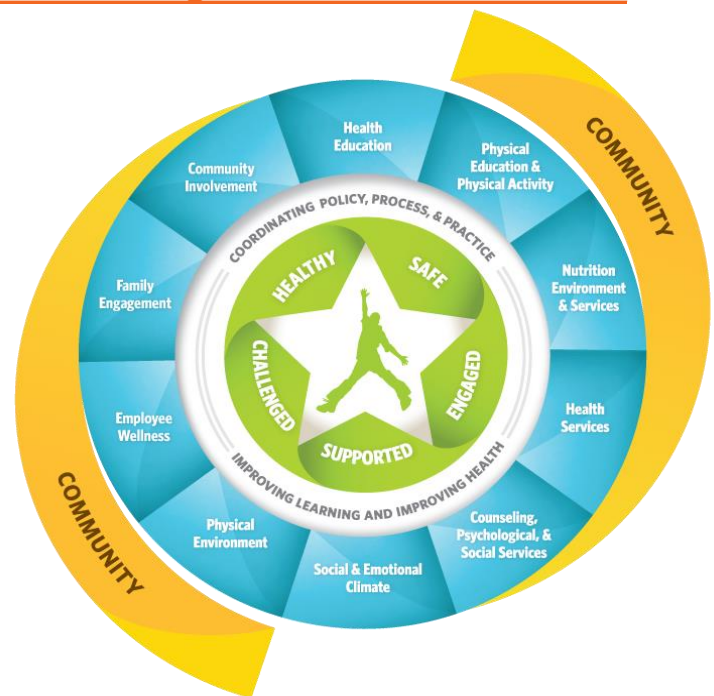 COMMUNITY
Health
Education
Physical
Education &
Physical Activity
Nutrition
Environment
& Services
Health
Services
Counseling,
Psychological, &
Social Services
Social & Emotional
Climate
Physical
Environment
Employee
Wellness
Family
Engagement
Community
Involvement
COORDINATING POLICY, PROCESS, & PRACTICE
IMPROVING LEARNING AND IMPROVING HEALTH
HEALTHY
SAFE
ENGAGED
SUPPORTED
CHALLENGED
COMMUNITY